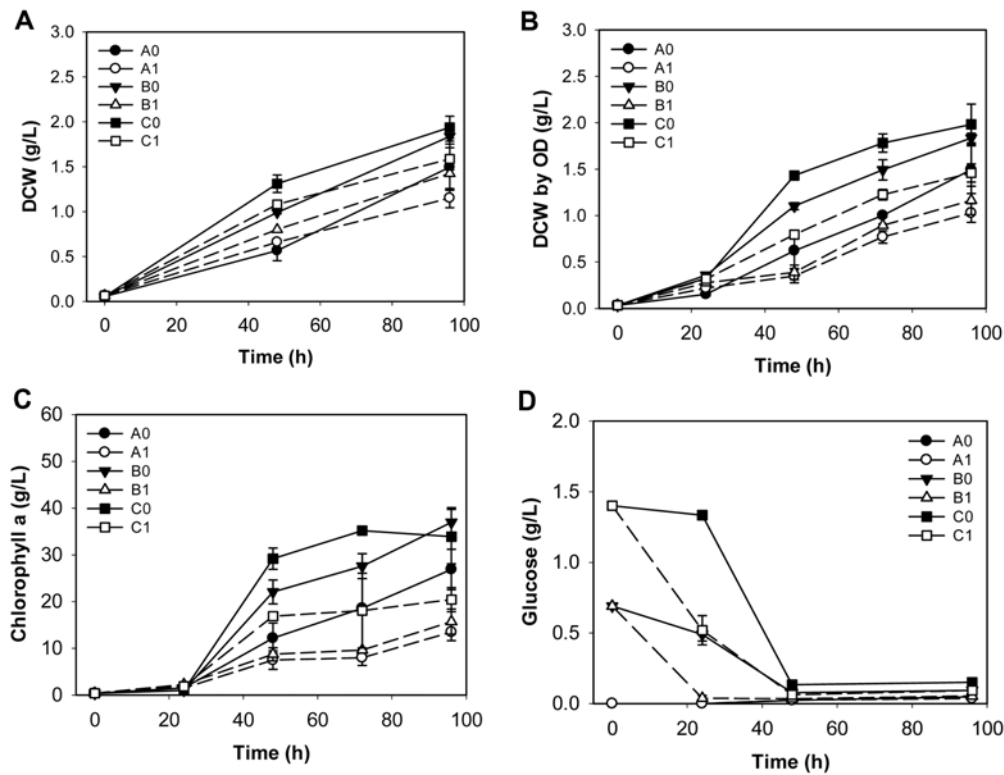 A
DCW (g/L)
3.0
2.5
2.0
1.5
1.0
0.5
0.0
A0
A1
B0
B1
C0
C1
0 20 40 60 80 100
Time (h)
B
DCW by OD (g/L)
3.0
2.5
2.0
1.5
1.0
0.5
0.0
A0
A1
B0
B1
C0
C1
0 20 40 60 80 100
Time (h)
C
Chlorophyll a (g/L)
60
50
40
30
20
10
0
A0
A1
B0
B1
C0
C1
0 20 40 60 80 100
Time (h)
D
Glucose (g/L)
2.0
1.5
1.0
0.5
0.0
A0
A1
B0
B1
C0
C1
0 20 40 60 80 100
Time (h)